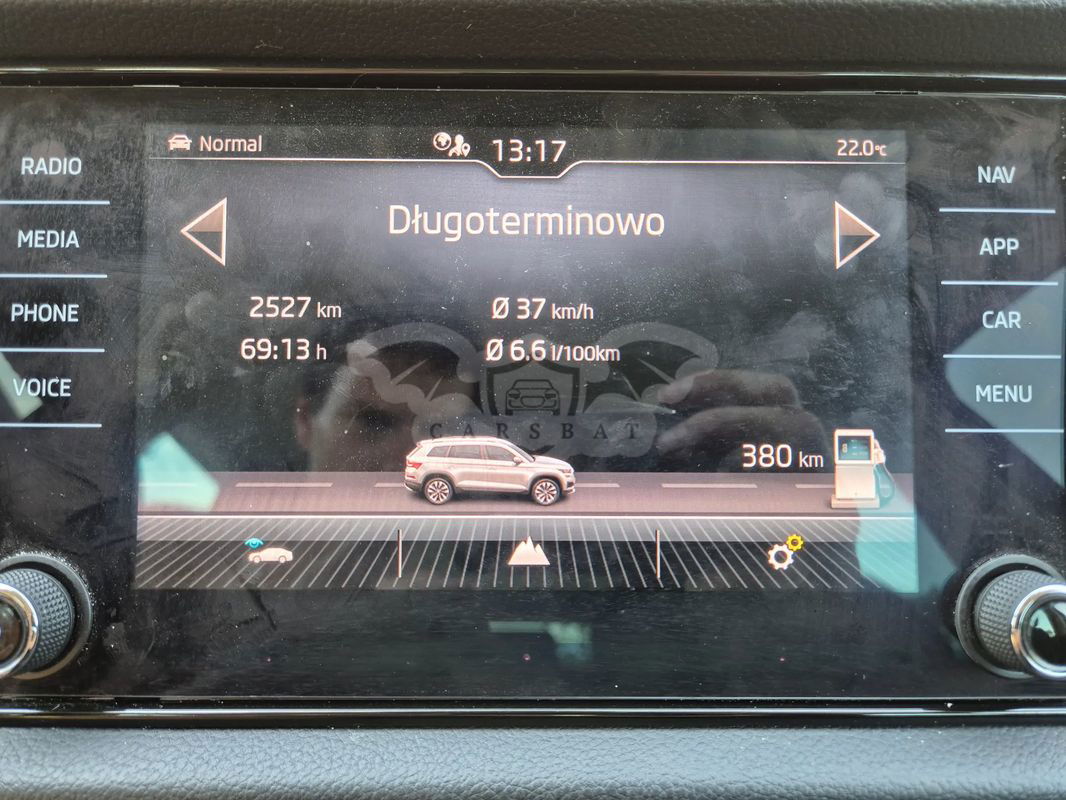 Normal
13:17
22.0°C
RADIO
MEDIA
PHONE
VOICE
Długoterminowo
2527 km
Ø 37 km/h
69:13 h
Ø 6.6 l/100km
CARSBAT
380 km
NAV
APP
CAR
MENU